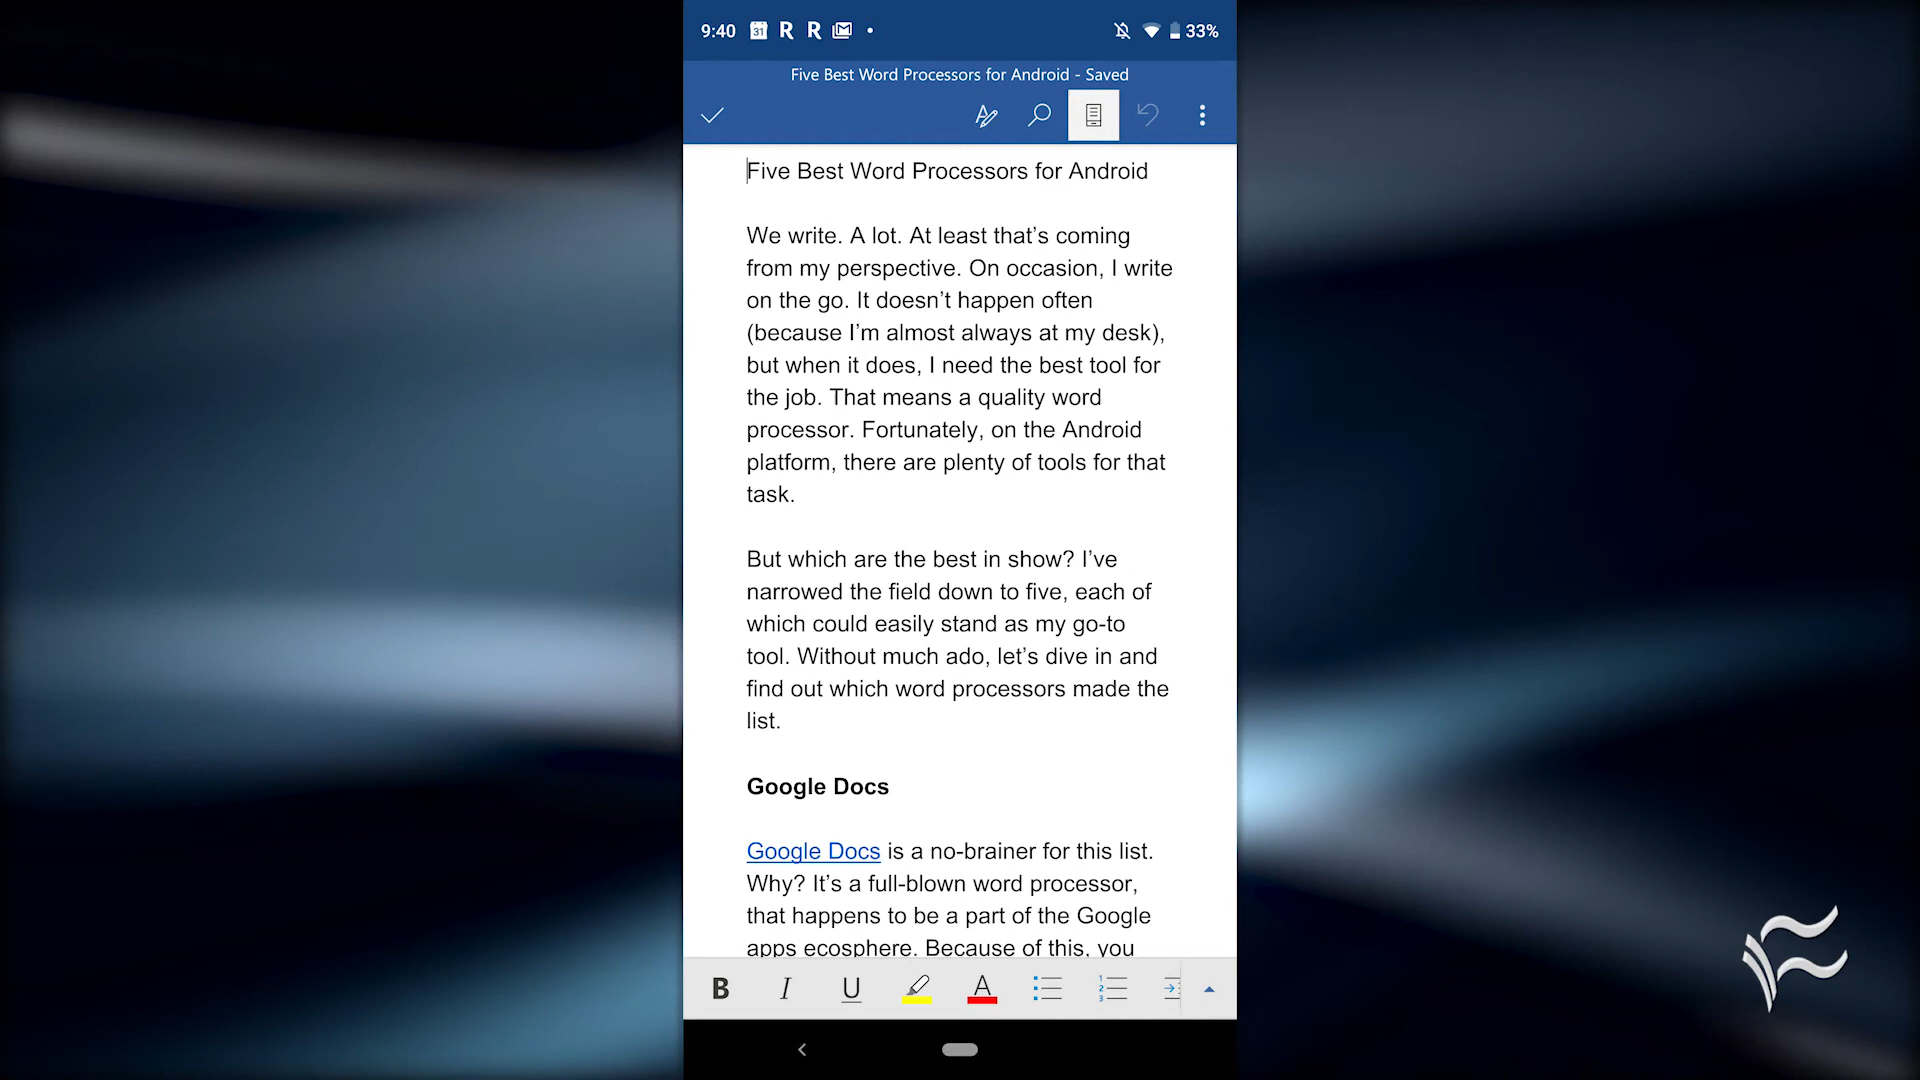 9:40 31 R R 33%
Five Best Word Processors for Android - Saved
Five Best Word Processors for Android
We write. A lot. At least that’s coming
from my perspective. On occasion, I write
on the go. It doesn’t happen often
(because I’m almost always at my desk),
but when it does, I need the best tool for
the job. That means a quality word
processor. Fortunately, on the Android
platform, there are plenty of tools for that
task.
But which are the best in show? I’ve
narrowed the field down to five, each of
which could easily stand as my go-to
tool. Without much ado, let’s dive in and
find out which word processors made the
list.
Google Docs
Google Docs is a no-brainer for this list.
Why? It’s a full-blown word processor,
that happens to be a part of the Google
apps ecosphere. Because of this, you
B I U A 1 2 3